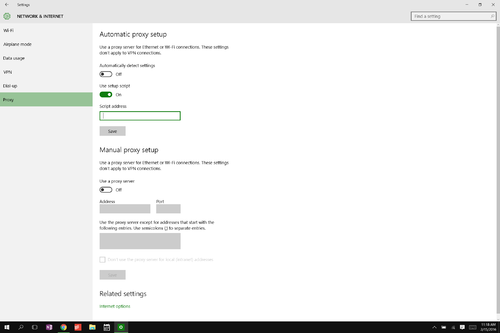 Settings
NETWORK & INTERNET
Find a setting
Wi-Fi
Airplane mode
Data usage
VPN
Dial-up
Proxy
Automatic proxy setup
Use a proxy server for Ethernet or Wi-Fi connections. These settings
don't apply to VPN connections.
Automatically detect settings
Off
Use setup script
On
Script address
Save
Manual proxy setup
Use a proxy server for Ethernet or Wi-Fi connections. These settings
don't apply to VPN connections.
Use a proxy server
Off
Address Port
Use the proxy server except for addresses that start with the
following entries. Use semicolons (;) to separate entries.
Don't use the proxy server for local (intranet) addresses
Save
Related settings
Internet options